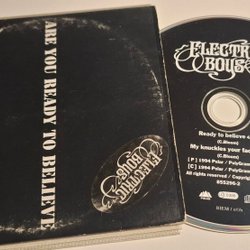 ARE YOU READY TO BELIEVE
ELECTRIC
BOYS
ELECTRIC
BOYS
Ready to believe
(C.Bloom)
My knuckles your face
(C.Bloom)
[P] 1994 Polar / PolyGram
[C] 1994 Polar / PolyGram
All rights reserved / Copyright
855296-2